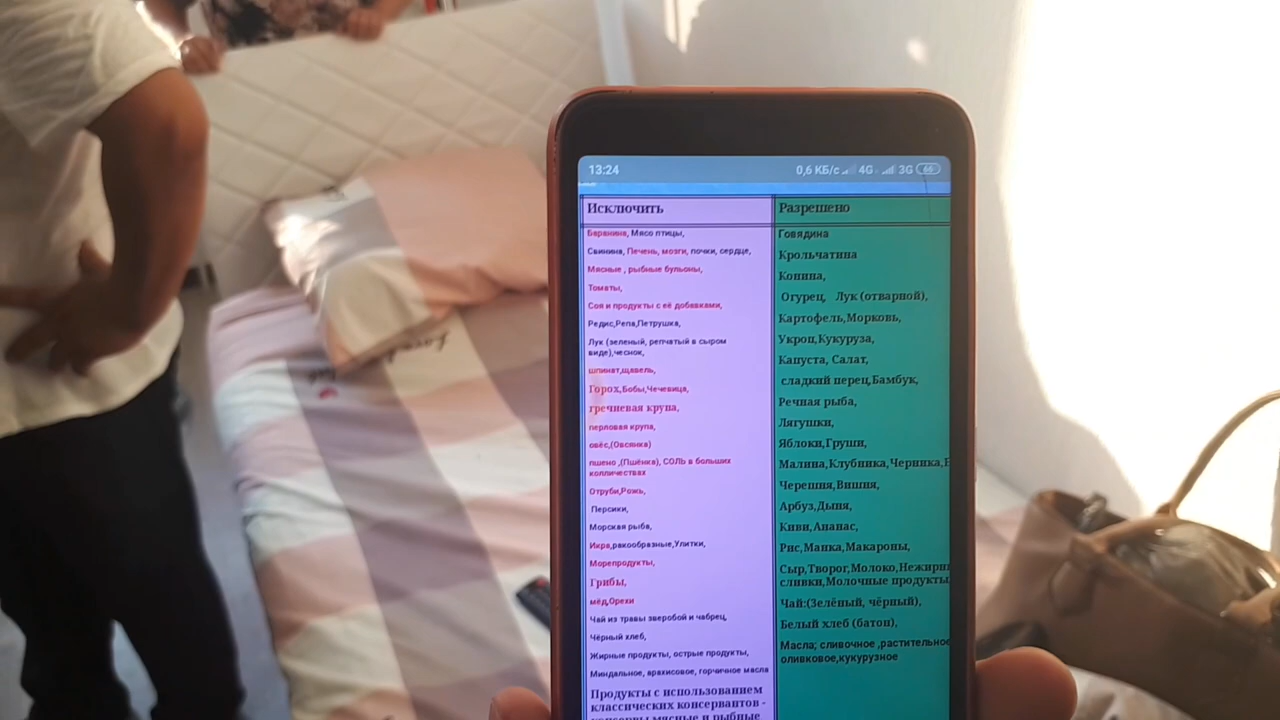 13:24 0,6 КБ/с 4G 3G 66
Исключить
Баранина, Мясо птицы,
Свинина, Печень, мозги, почки, сердце,
Мясные , рыбные бульоны,
Томаты,
Соя и продукты с её добавками,
Редис,Репа,Петрушка,
Лук (зеленый, репчатый в сыром
виде),чеснок,
шпинат,щавель,
Горох,Бобы,Чечевица,
гречневая крупа,
перловая крупа,
овёс,(Овсянка)
пшено ,(Пшёнка), СОЛЬ в больших
колличествах
Отруби,Рожь,
Персики,
Морская рыба,
Икра,ракообразные,Улитки,
Морепродукты,
Грибы,
мёд,Орехи
Чай из травы зверобой и чабрец,
Чёрный хлеб,
Жирные продукты, острые продукты,
Миндальное, арахисовое, горчичное масла
Продукты с использованием
классических консервантов -
консервы мясные и рыбные
Разрешено
Говядина
Крольчатина
Конина,
Огурец, Лук (отварной),
Картофель,Морковь,
Укроп,Кукуруза,
Капуста, Салат,
сладкий перец,Бамбук,
Речная рыба,
Лягушки,
Яблоки,Груши,
Малина,Клубника,Черника,
Черешня,Вишня,
Арбуз,Дыня,
Киви,Ананас,
Рис,Манка,Макароны,
Сыр,Творог,Молоко,Нежирн
сливки,Молочные продукты
Чай:(Зелёный, чёрный),
Белый хлеб (батон),
Масла; сливочное ,растительное
оливковое,кукурузное